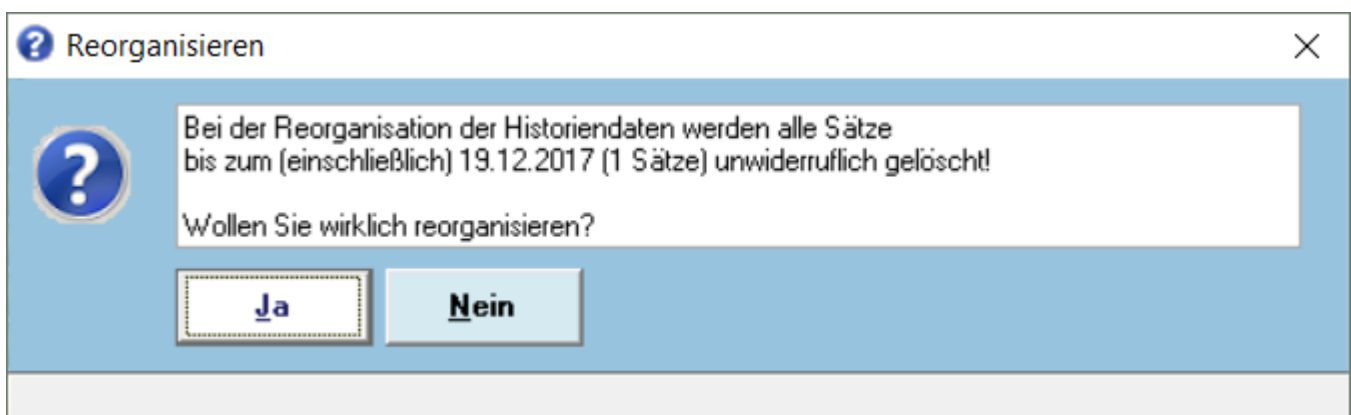 Reorganisieren
Bei der Reorganisation der Historiendaten werden alle Sätze
bis zum (einschließlich) 19.12.2017 (1 Sätze) unwiderruflich gelöscht!
Wollen Sie wirklich reorganisieren?
Ja
Nein